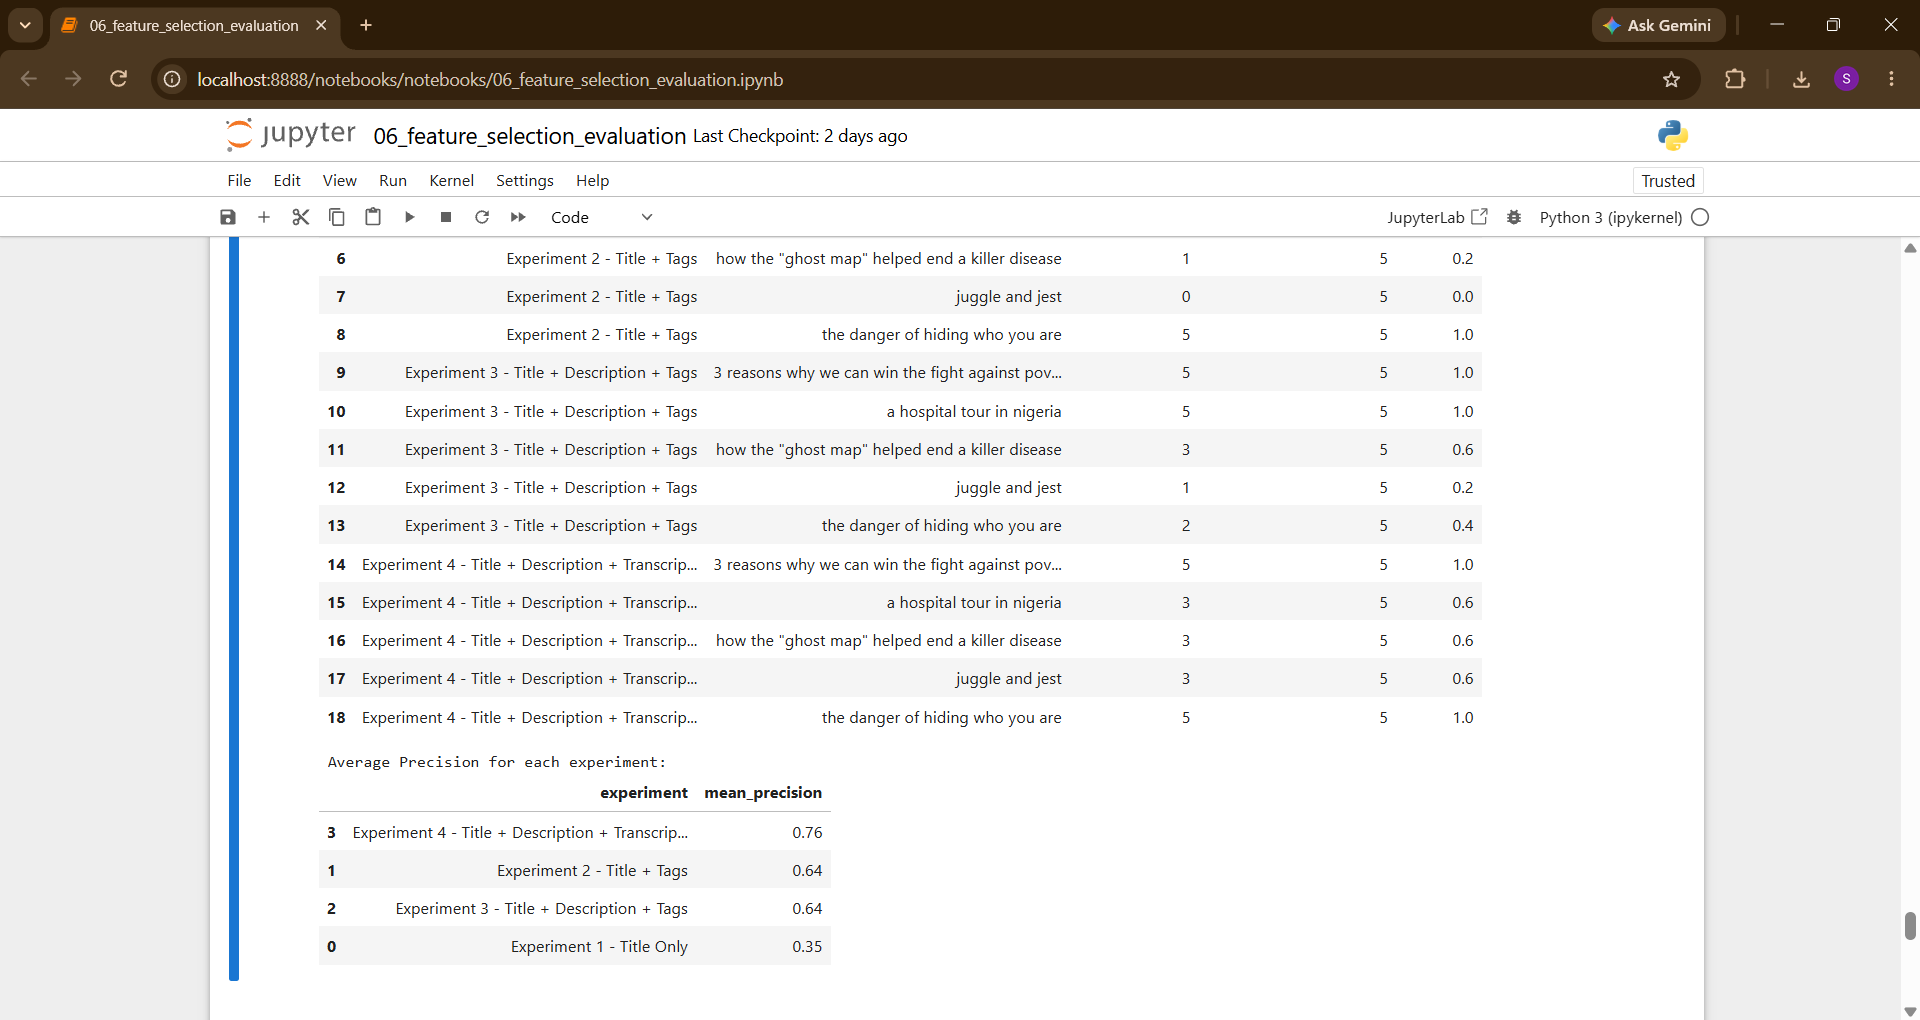 06_feature_selection_evaluation
Ask Gemini
localhost:8888/notebooks/notebooks/06_feature_selection_evaluation.ipynb
S
jupyter 06_feature_selection_evaluation Last Checkpoint: 2 days ago
File Edit View Run Kernel Settings Help Trusted
Code JupyterLab Python 3 (ipykernel)
6 Experiment 2 - Title + Tags how the "ghost map" helped end a killer disease 1 5 0.2
7 Experiment 2 - Title + Tags juggle and jest 0 5 0.0
8 Experiment 2 - Title + Tags the danger of hiding who you are 5 5 1.0
9 Experiment 3 - Title + Description + Tags 3 reasons why we can win the fight against pov... 5 5 1.0
10 Experiment 3 - Title + Description + Tags a hospital tour in nigeria 5 5 1.0
11 Experiment 3 - Title + Description + Tags how the "ghost map" helped end a killer disease 3 5 0.6
12 Experiment 3 - Title + Description + Tags juggle and jest 1 5 0.2
13 Experiment 3 - Title + Description + Tags the danger of hiding who you are 2 5 0.4
14 Experiment 4 - Title + Description + Transcrip... 3 reasons why we can win the fight against pov... 5 5 1.0
15 Experiment 4 - Title + Description + Transcrip... a hospital tour in nigeria 3 5 0.6
16 Experiment 4 - Title + Description + Transcrip... how the "ghost map" helped end a killer disease 3 5 0.6
17 Experiment 4 - Title + Description + Transcrip... juggle and jest 3 5 0.6
18 Experiment 4 - Title + Description + Transcrip... the danger of hiding who you are 5 5 1.0
Average Precision for each experiment:
experiment mean_precision
3 Experiment 4 - Title + Description + Transcrip... 0.76
1 Experiment 2 - Title + Tags 0.64
2 Experiment 3 - Title + Description + Tags 0.64
0 Experiment 1 - Title Only 0.35